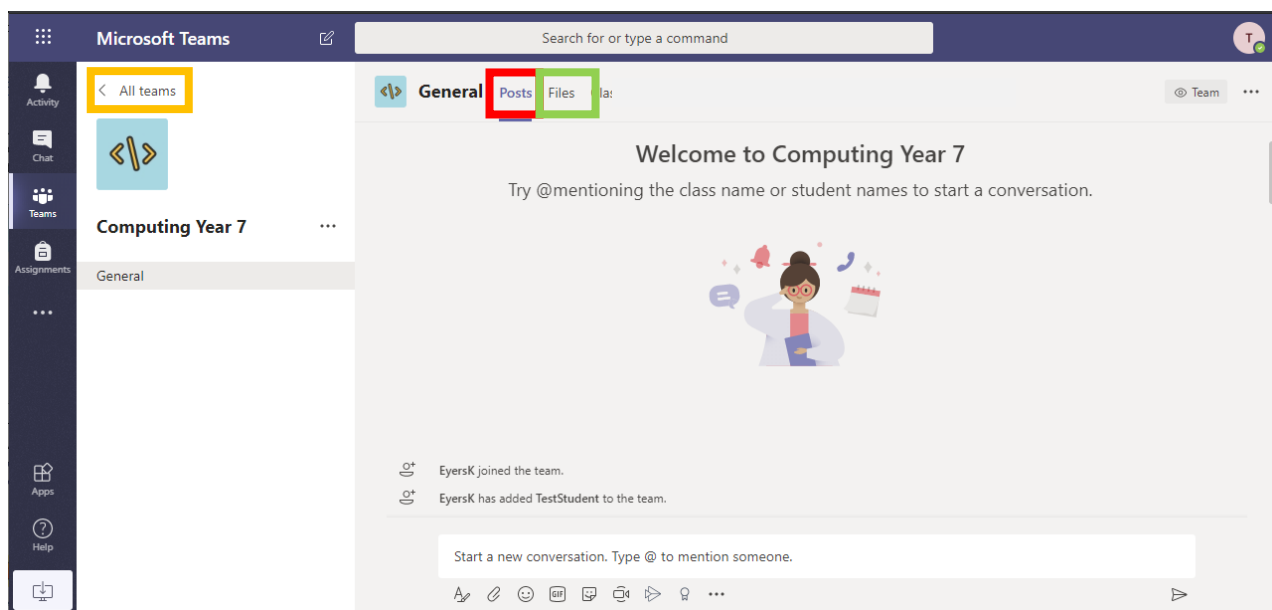 Microsoft Teams
Search for or type a command
T
Activity
Chat
Teams
Assignments
Apps
Help
All teams
Computing Year 7
General
General Posts Files
Team
Welcome to Computing Year 7
Try @mentioning the class name or student names to start a conversation.
EyersK joined the team.
EyersK has added TestStudent to the team.
Start a new conversation. Type @ to mention someone.
GIF